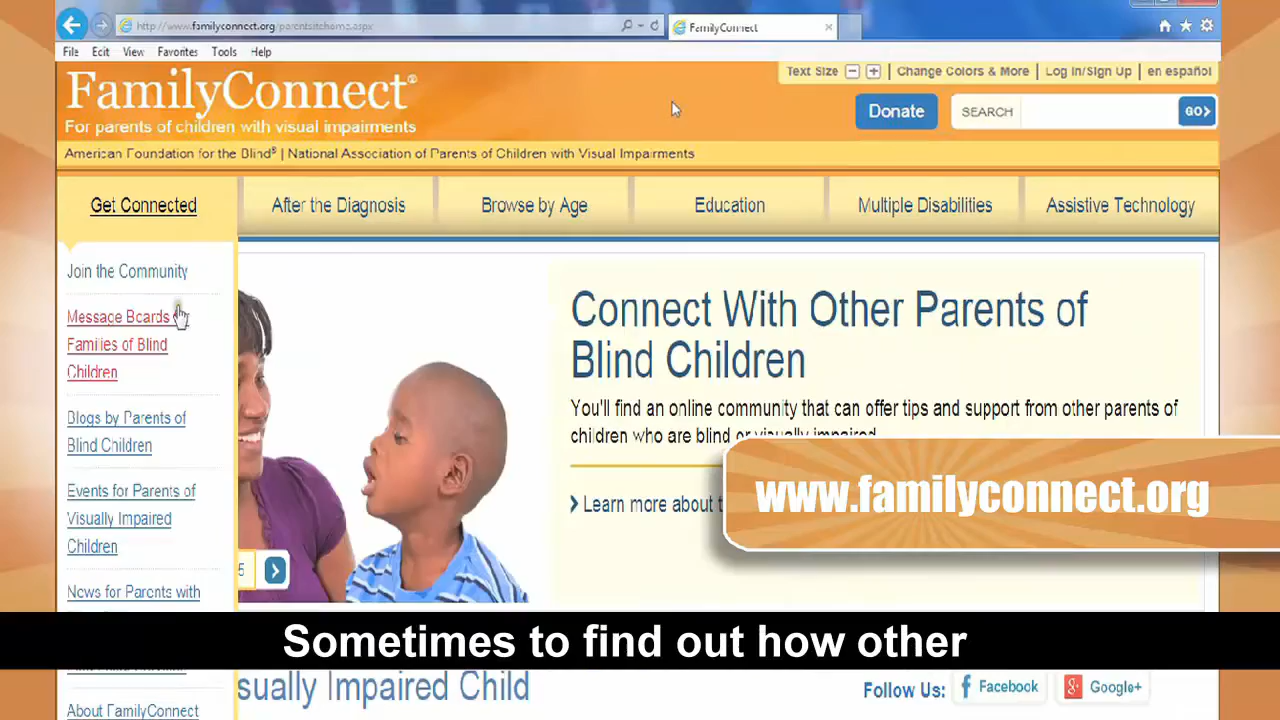 http://www.familyconnect.org/parentsitehome.aspx
FamilyConnect
File Edit View Favorites Tools Help
FamilyConnect®
For parents of children with visual impairments
Text Size
Change Colors & More
Log In/Sign Up
en español
Donate
SEARCH
GO
American Foundation for the Blind® | National Association of Parents of Children with Visual Impairments
Get Connected
After the Diagnosis
Browse by Age
Education
Multiple Disabilities
Assistive Technology
Join the Community
Message Boards
Families of Blind
Children
Blogs by Parents of
Blind Children
Events for Parents of
Visually Impaired
Children
News for Parents with
About FamilyConnect
Connect With Other Parents of
Blind Children
You'll find an online community that can offer tips and support from other parents of
children who are blind or visually impaired
Learn more about
www.familyconnect.org
5
Sometimes to find out how other
sually Impaired Child
Follow Us:
Facebook
Google+